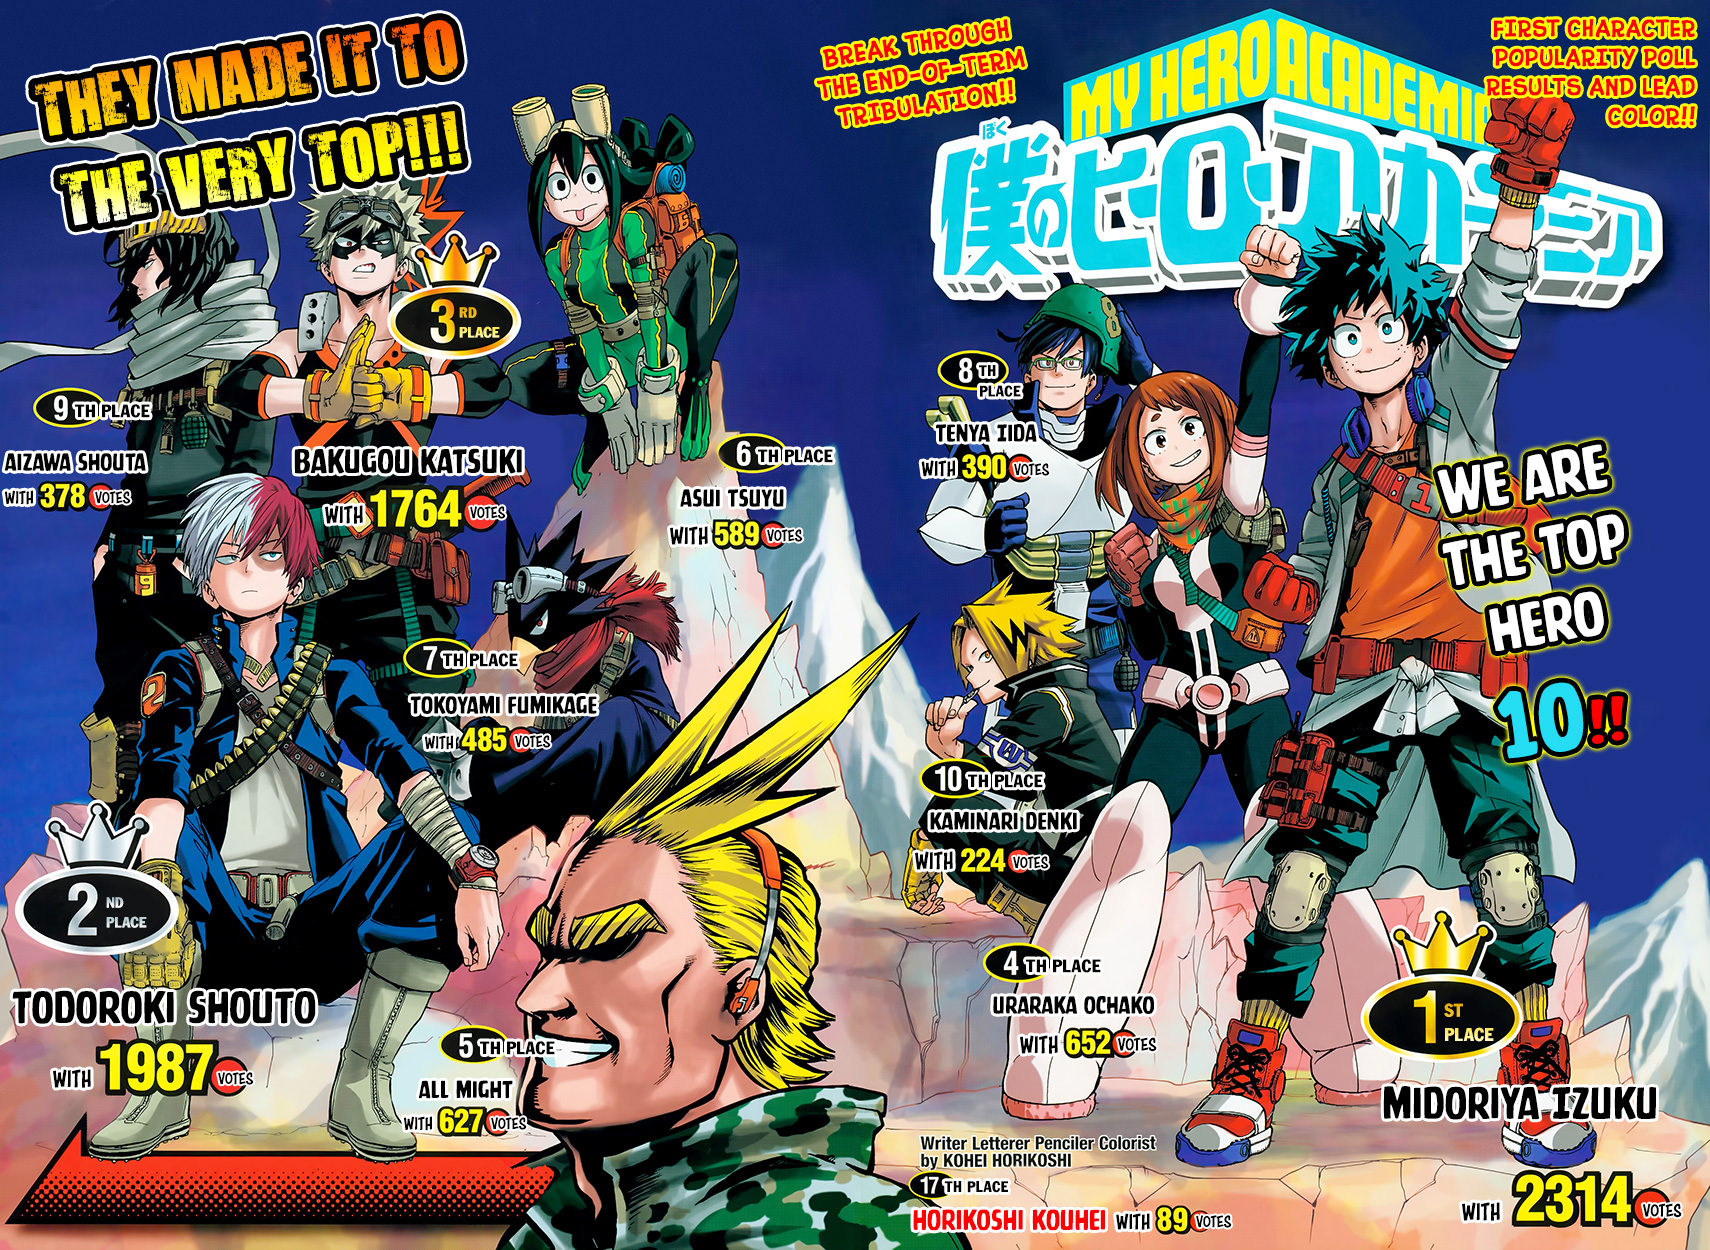 THEY MADE IT TO
THE VERY TOP!!!
BREAK THROUGH
THE END-OF-TERM
TRIBULATION!!
MY HERO ACADEMIA
ぼく
僕のヒーローアカデミア
FIRST CHARACTER
POPULARITY POLL
RESULTS AND LEAD
COLOR!!
3RD
PLACE
BAKUGOU KATSUKI
WITH 1764 VOTES
9TH PLACE
AIZAWA SHOUTA
WITH 378 VOTES
6TH PLACE
ASUI TSUYU
WITH 589 VOTES
7TH PLACE
TOKOYAMI FUMIKAGE
WITH 485 VOTES
2ND
PLACE
TODOROKI SHOUTO
WITH 1987 VOTES
5TH PLACE
ALL MIGHT
WITH 627 VOTES
8TH
PLACE
TENYA IIDA
WITH 390 VOTES
WE ARE
THE TOP
HERO
10!!
10TH PLACE
KAMINARI DENKI
WITH 224 VOTES
4TH PLACE
URARAKA OCHAKO
WITH 652 VOTES
1ST
PLACE
MIDORIYA IZUKU
WITH 2314 VOTES
Writer Letterer Penciler Colorist
by KOHEI HORIKOSHI
17TH PLACE
HORIKOSHI KOUHEI WITH 89 VOTES
8
2
1
9